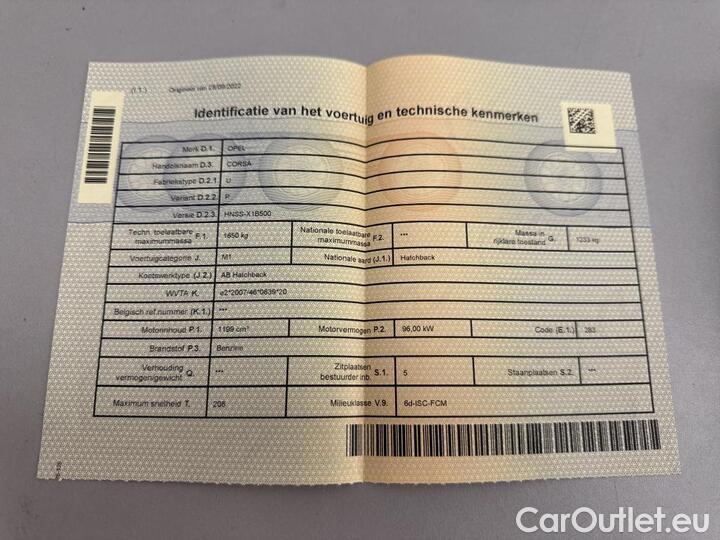 (I.1.) Origineel van 28/09/2022
Identificatie van het voertuig en technische kenmerken
Merk D.1. OPEL
Handelsnaam D.3. CORSA
Fabriekstype D.2.1 U
Variant D.2.2 P
Versie D.2.3 HNSS-X1B500
Techn. toelaatbare maximummassa F.1. 1650 kg Nationale toelaatbare maximummassa F.2. *** Massa in rijklare toestand G. 1233 kg
Voertuigcategorie J. M1 Nationale aard (J.1.) Hatchback
Koetswerktype (J.2.) AB Hatchback
WVTA K. e2*2007/46*0639*20
Belgisch ref.nummer (K.1.) ***
Motorinhoud P.1. 1199 cm³ Motorvermogen P.2. 96,00 kW Code (E.1.) 283
Brandstof P.3. Benzine
Verhouding vermogen/gewicht Q. *** Zitplaatsen bestuurder inb. S.1. 5 Staanplaatsen S.2. ***
Maximum snelheid T. 208 Milieuklasse V.9. 6d-ISC-FCM
CarOutlet.eu